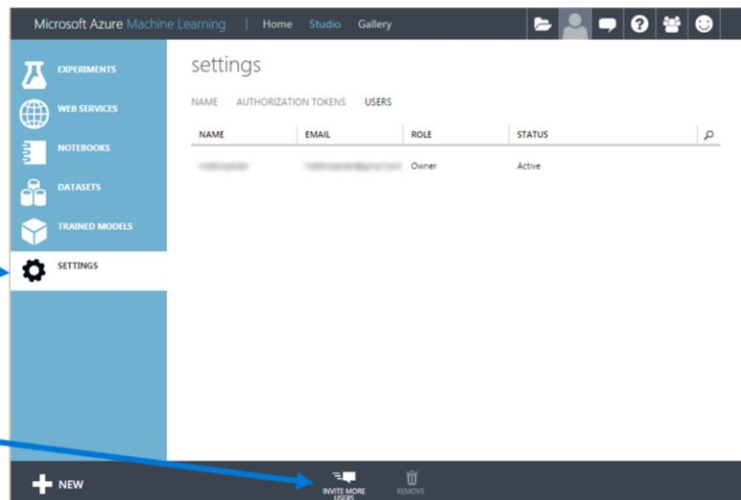 Microsoft Azure Machine Learning | Home Studio Gallery
EXPERIMENTS
WEB SERVICES
NOTEBOOKS
DATASETS
TRAINED MODELS
SETTINGS
settings
NAME AUTHORIZATION TOKENS USERS
NAME EMAIL ROLE STATUS
Owner Active
NEW
INVITE MORE
USERS
REMOVE